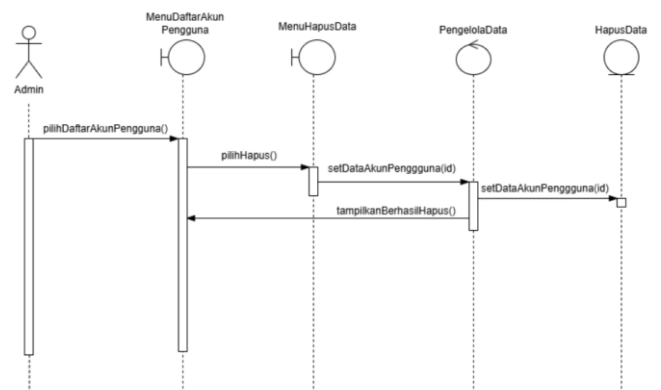 MenuDaftarAkun
Pengguna
MenuHapusData
PengelolaData
HapusData
Admin
pilihDaftarAkunPengguna()
pilihHapus()
setDataAkunPenggguna(id)
setDataAkunPenggguna(id)
tampilkanBerhasilHapus()